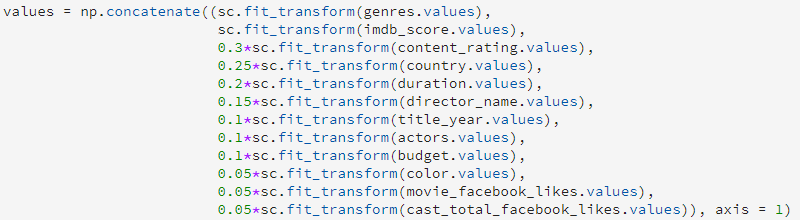 values = np.concatenate((sc.fit_transform(genres.values),
sc.fit_transform(imdb_score.values),
0.3*sc.fit_transform(content_rating.values),
0.25*sc.fit_transform(country.values),
0.2*sc.fit_transform(duration.values),
0.15*sc.fit_transform(director_name.values),
0.1*sc.fit_transform(title_year.values),
0.1*sc.fit_transform(actors.values),
0.1*sc.fit_transform(budget.values),
0.05*sc.fit_transform(color.values),
0.05*sc.fit_transform(movie_facebook_likes.values),
0.05*sc.fit_transform(cast_total_facebook_likes.values)), axis = 1)